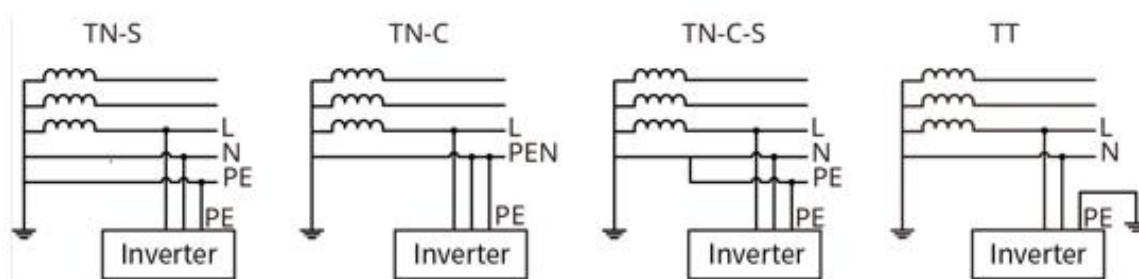 TN-S
L
N
PE
PE
Inverter
TN-C
L
PEN
PE
Inverter
TN-C-S
L
N
PE
PE
Inverter
TT
L
N
PE
Inverter